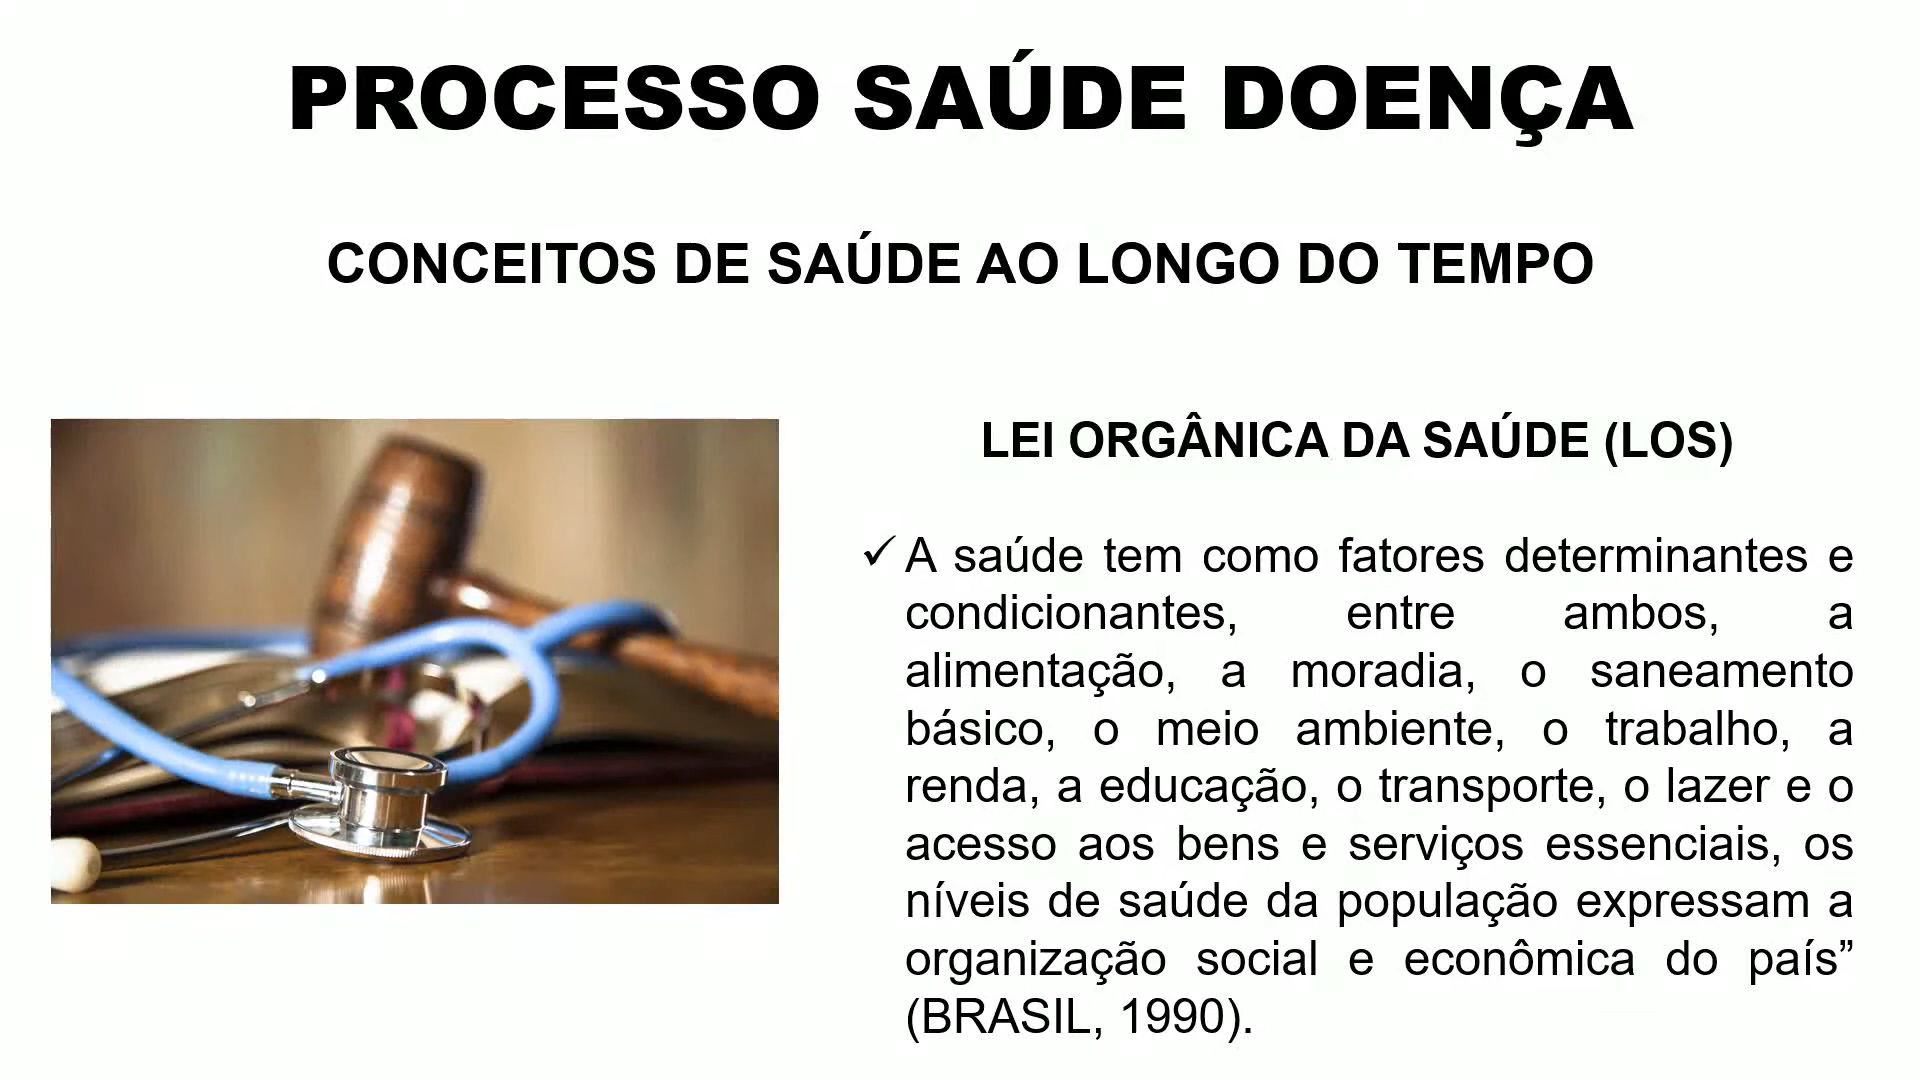 PROCESSO SAÚDE DOENÇA
CONCEITOS DE SAÚDE AO LONGO DO TEMPO
LEI ORGÂNICA DA SAÚDE (LOS)
✓ A saúde tem como fatores determinantes e
condicionantes, entre ambos, a
alimentação, a moradia, o saneamento
básico, o meio ambiente, o trabalho, a
renda, a educação, o transporte, o lazer e o
acesso aos bens e serviços essenciais, os
níveis de saúde da população expressam a
organização social e econômica do país”
(BRASIL, 1990).